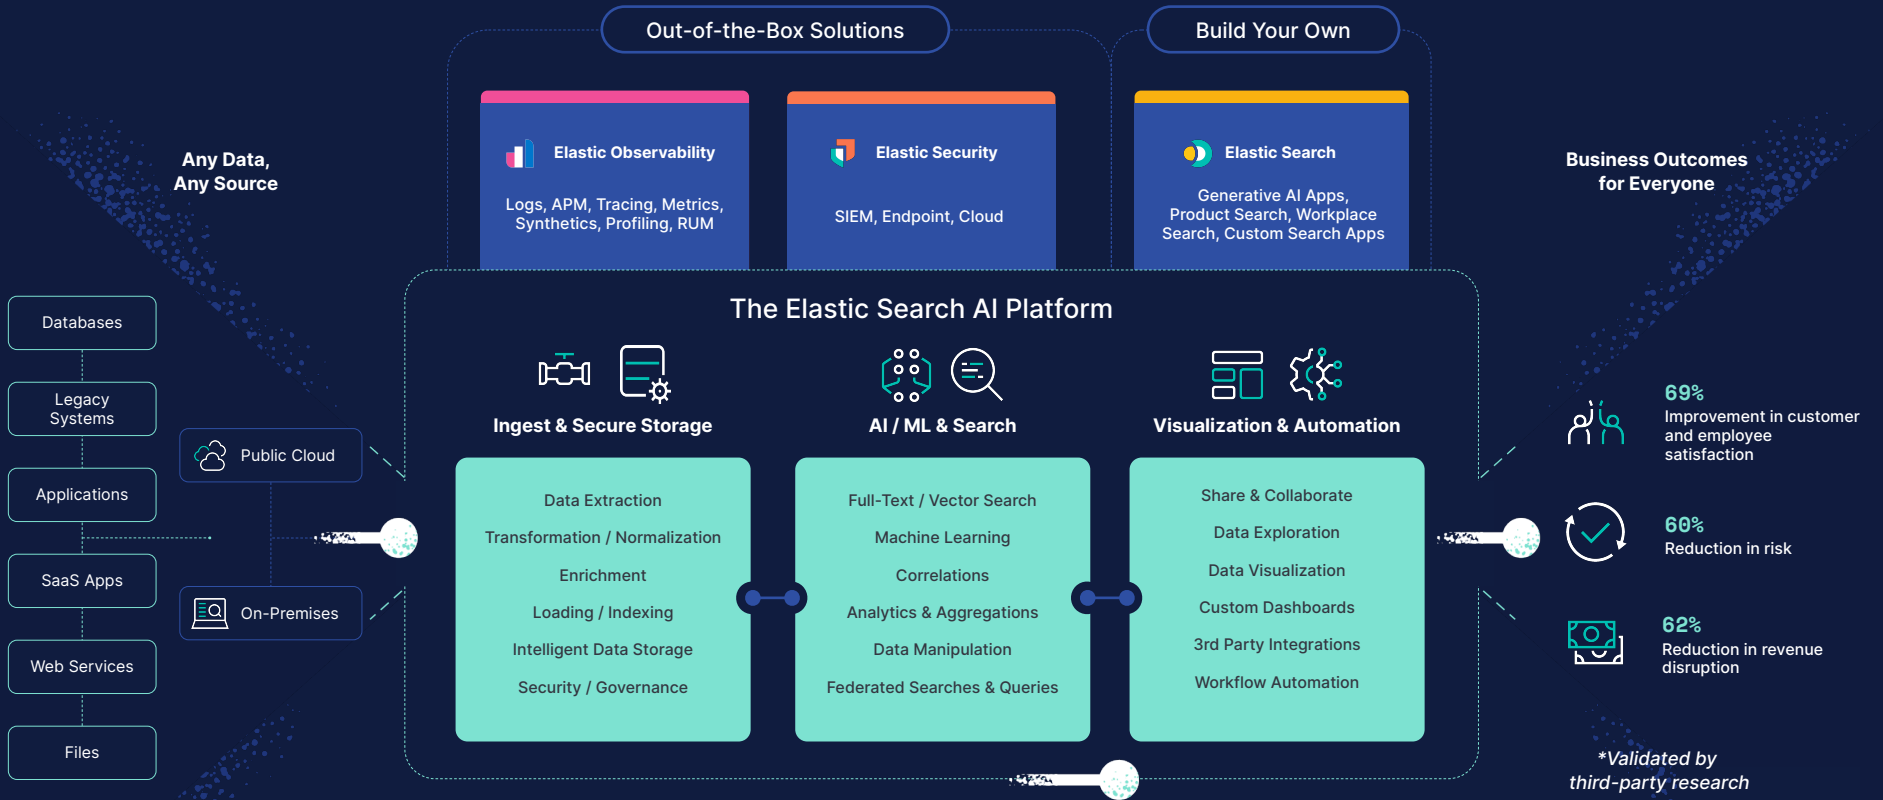 Out-of-the-Box Solutions
Build Your Own
Any Data,
Any Source
Elastic Observability
Logs, APM, Tracing, Metrics,
Synthetics, Profiling, RUM
Elastic Security
SIEM, Endpoint, Cloud
Elastic Search
Generative AI Apps,
Product Search, Workplace
Search, Custom Search Apps
Business Outcomes
for Everyone
Databases
Legacy
Systems
Applications
SaaS Apps
Web Services
Files
Public Cloud
On-Premises
The Elastic Search AI Platform
Ingest & Secure Storage
Data Extraction
Transformation / Normalization
Enrichment
Loading / Indexing
Intelligent Data Storage
Security / Governance
AI / ML & Search
Full-Text / Vector Search
Machine Learning
Correlations
Analytics & Aggregations
Data Manipulation
Federated Searches & Queries
Visualization & Automation
Share & Collaborate
Data Exploration
Data Visualization
Custom Dashboards
3rd Party Integrations
Workflow Automation
69%
Improvement in customer
and employee
satisfaction
60%
Reduction in risk
62%
Reduction in revenue
disruption
*Validated by
third-party research